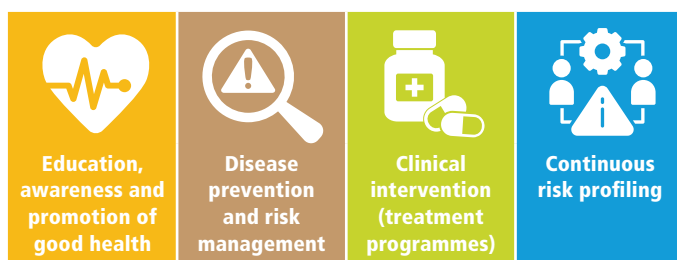 Education,
awareness and
promotion of
good health
Disease
prevention
and risk
management
Clinical
intervention
(treatment
programmes)
Continuous
risk profiling